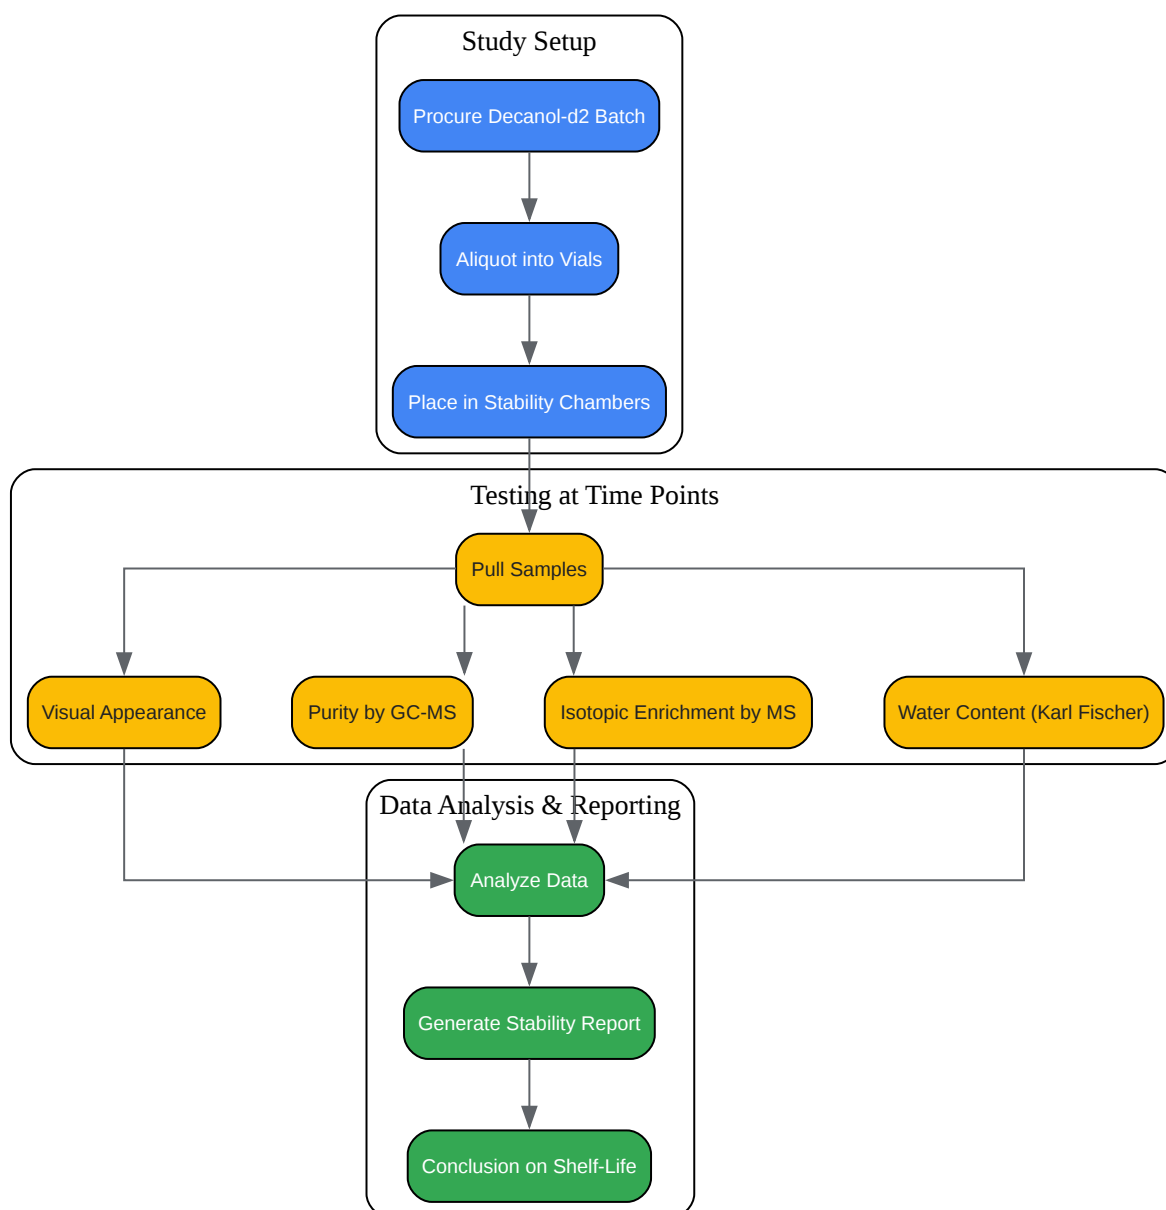 Study Setup
Procure Decanol-d2 Batch
Aliquot into Vials
Place in Stability Chambers
Testing at Time Points
Pull Samples
Visual Appearance
Purity by GC-MS
Isotopic Enrichment by MS
Water Content (Karl Fischer)
Data Analysis & Reporting
Analyze Data
Generate Stability Report
Conclusion on Shelf-Life